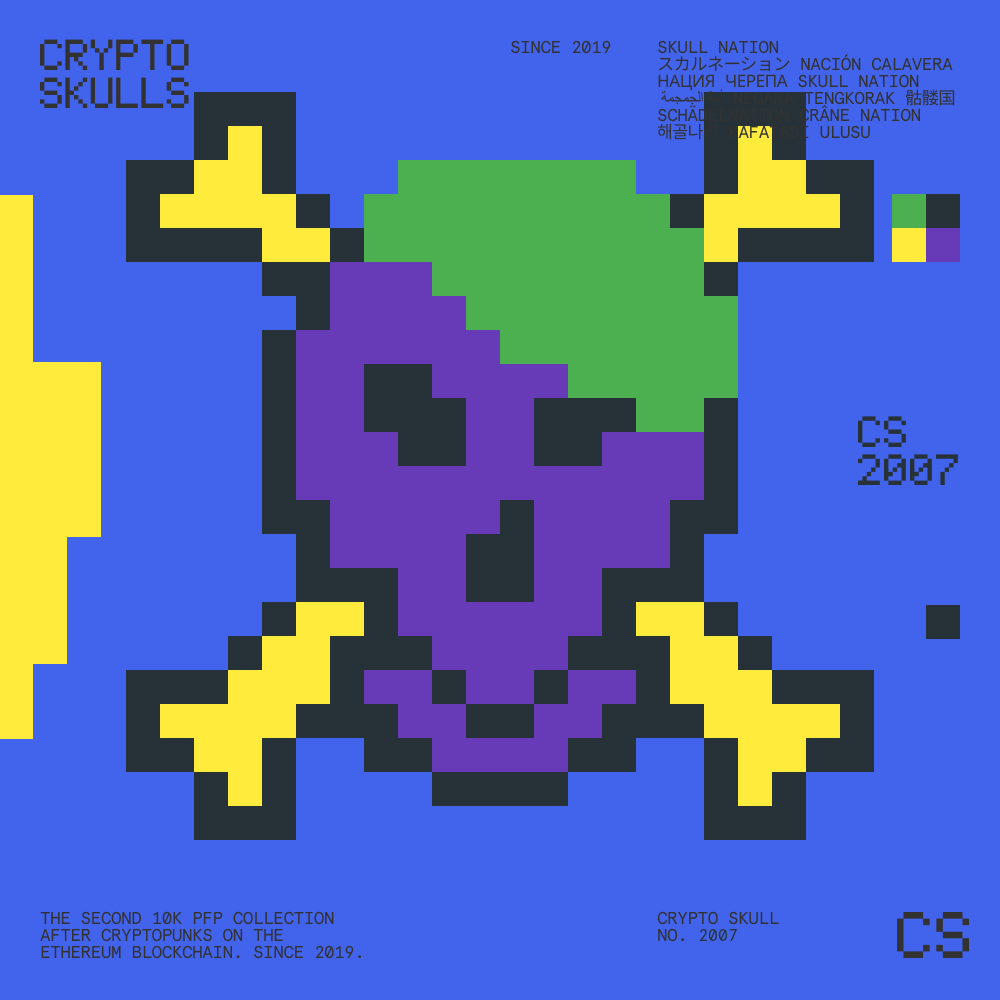 CRYPTO
SKULLS
SINCE 2019
SKULL NATION
スカルネーション NACIÓN CALAVERA
НАЦИЯ ЧЕРЕПА SKULL NATION
الجمجمة TENGKORAK 骷髅国
CRÂNE NATION
해골 ULUSU
CS
2007
THE SECOND 10K PFP COLLECTION
AFTER CRYPTOPUNKS ON THE
ETHEREUM BLOCKCHAIN. SINCE 2019.
CRYPTO SKULL
NO. 2007
CS